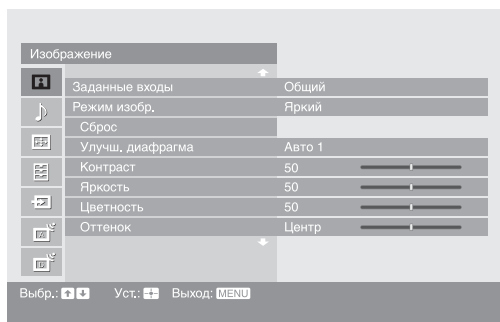 Изображение
Заданные входы Общий
Режим изобр. Яркий
Сброс
Улучш. диафрагма Авто 1
Контраст 50
Яркость 50
Цветность 50
Оттенок Центр
Выбр.: Уст.: Выход: MENU